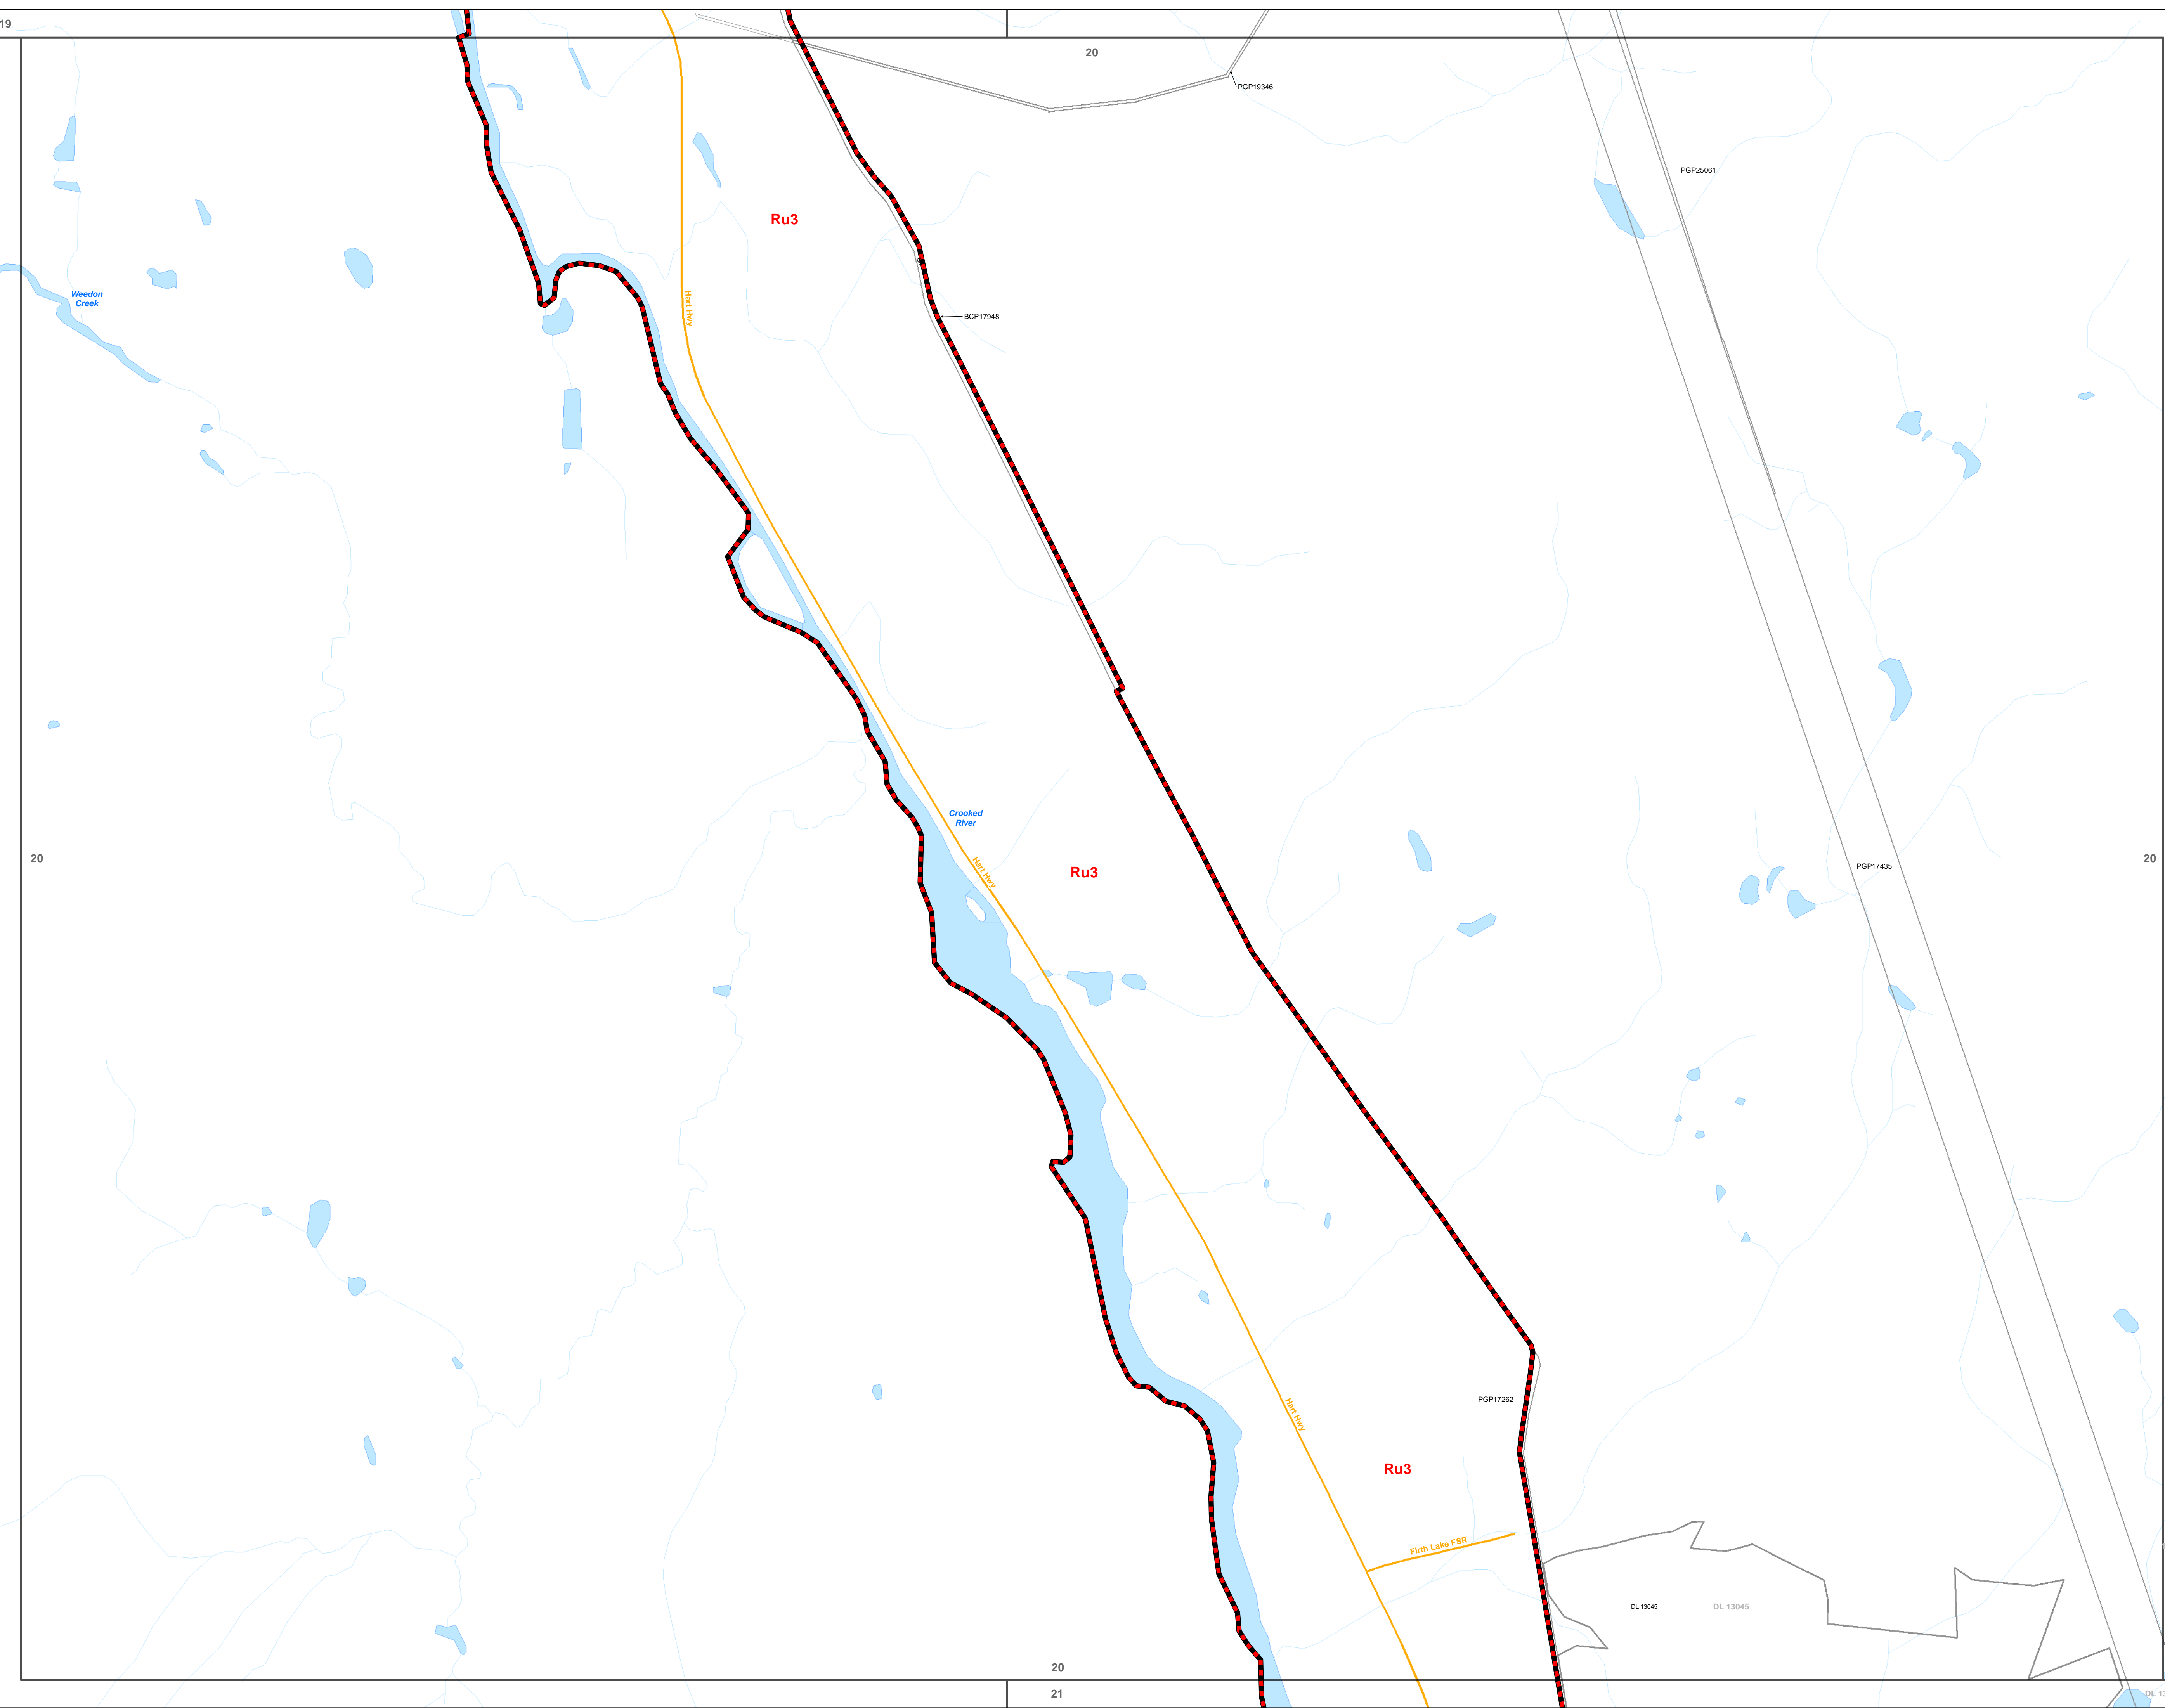 19
20
PGP19346
PGP25061
Ru3
Weedon
Creek
Hart Hwy
BCP17948
Crooked
River
20
Hart Hwy
Ru3
PGP17435
20
PGP17262
Hart Hwy
Ru3
Firth Lake FSR
DL 13045
DL 13045
20
21